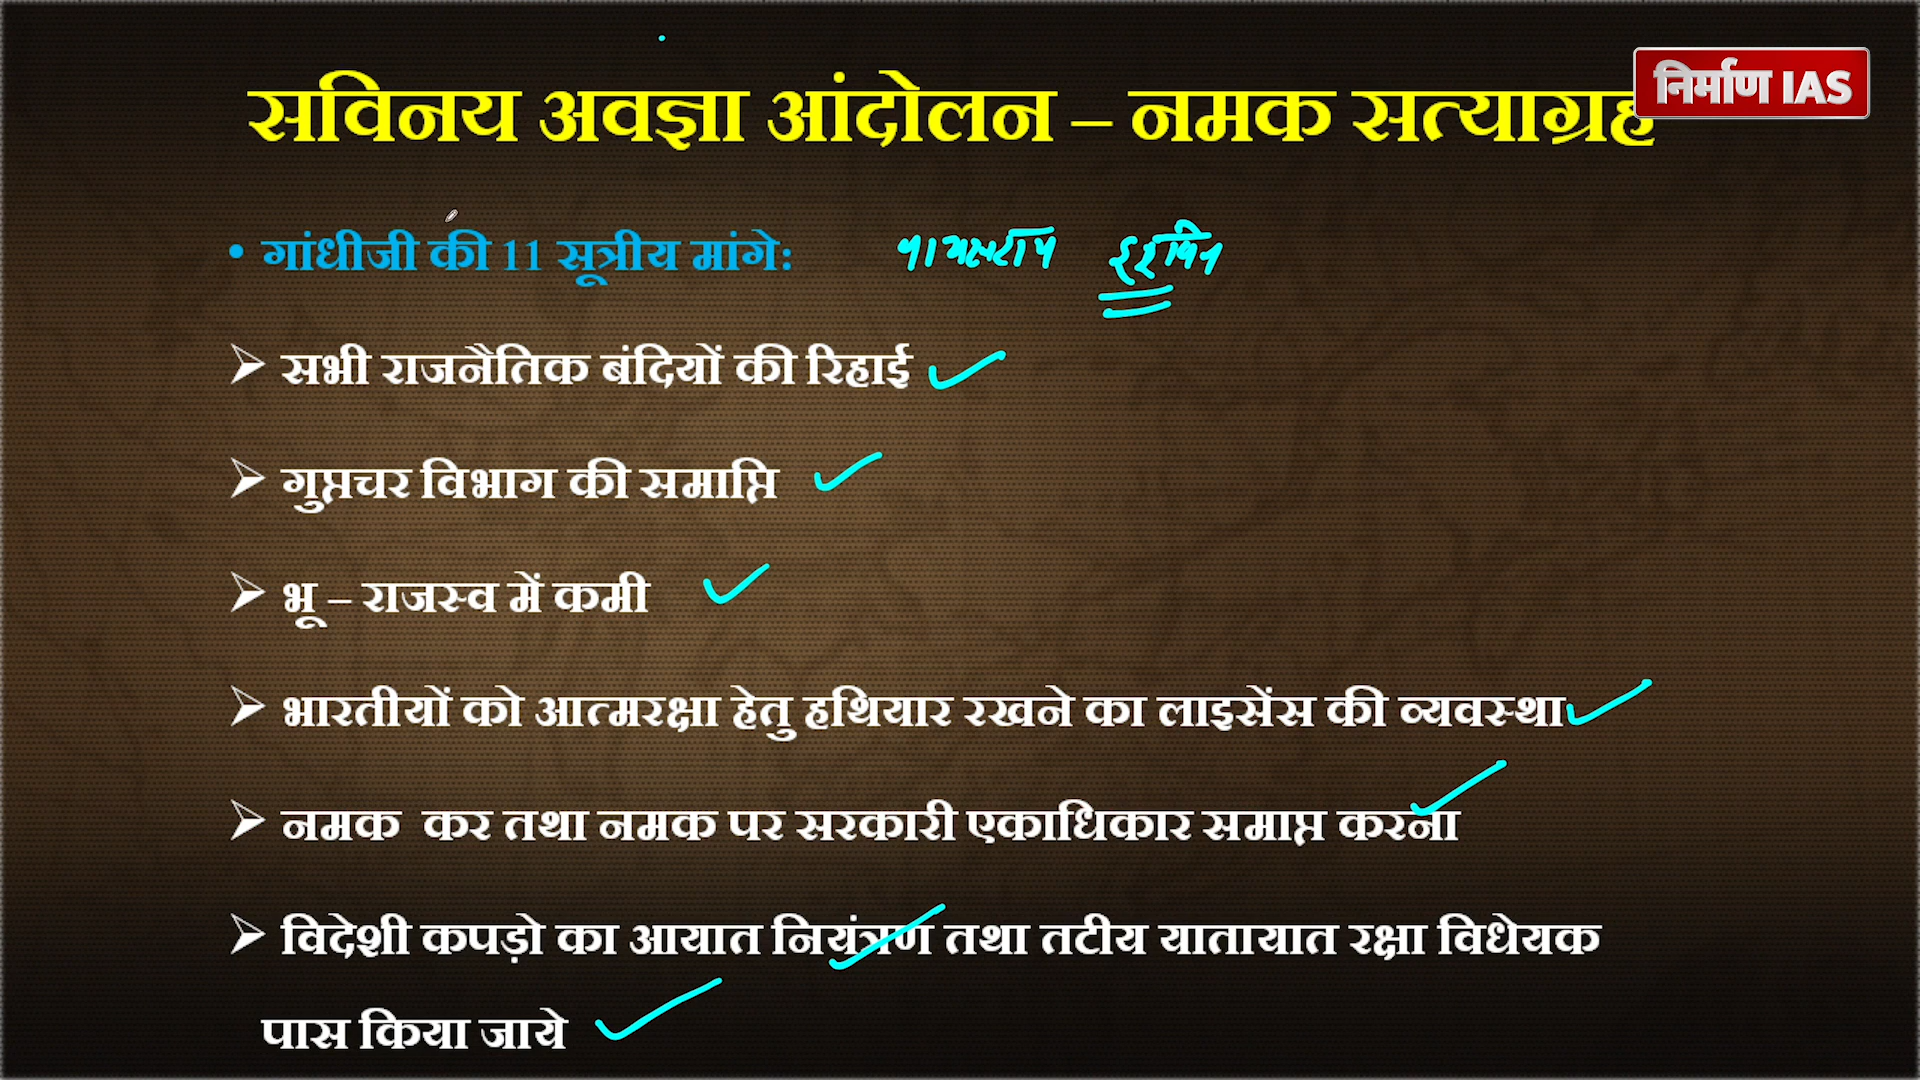 निर्माण IAS
सविनय अवज्ञा आंदोलन – नमक सत्याग्रह
• गांधीजी की 11 सूत्रीय मांगे: वायसराय इरविन
➢ सभी राजनैतिक बंदियों की रिहाई
➢ गुप्तचर विभाग की समाप्ति
➢ भू – राजस्व में कमी
➢ भारतीयों को आत्मरक्षा हेतु हथियार रखने का लाइसेंस की व्यवस्था
➢ नमक कर तथा नमक पर सरकारी एकाधिकार समाप्त करना
➢ विदेशी कपड़ो का आयात नियंत्रण तथा तटीय यातायात रक्षा विधेयक
पास किया जाये